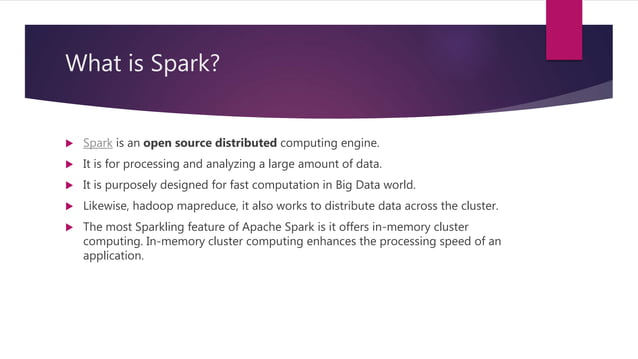 What is Spark?
Spark is an open source distributed computing engine.
It is for processing and analyzing a large amount of data.
It is purposely designed for fast computation in Big Data world.
Likewise, hadoop mapreduce, it also works to distribute data across the cluster.
The most Sparkling feature of Apache Spark is it offers in-memory cluster
computing. In-memory cluster computing enhances the processing speed of an
application.